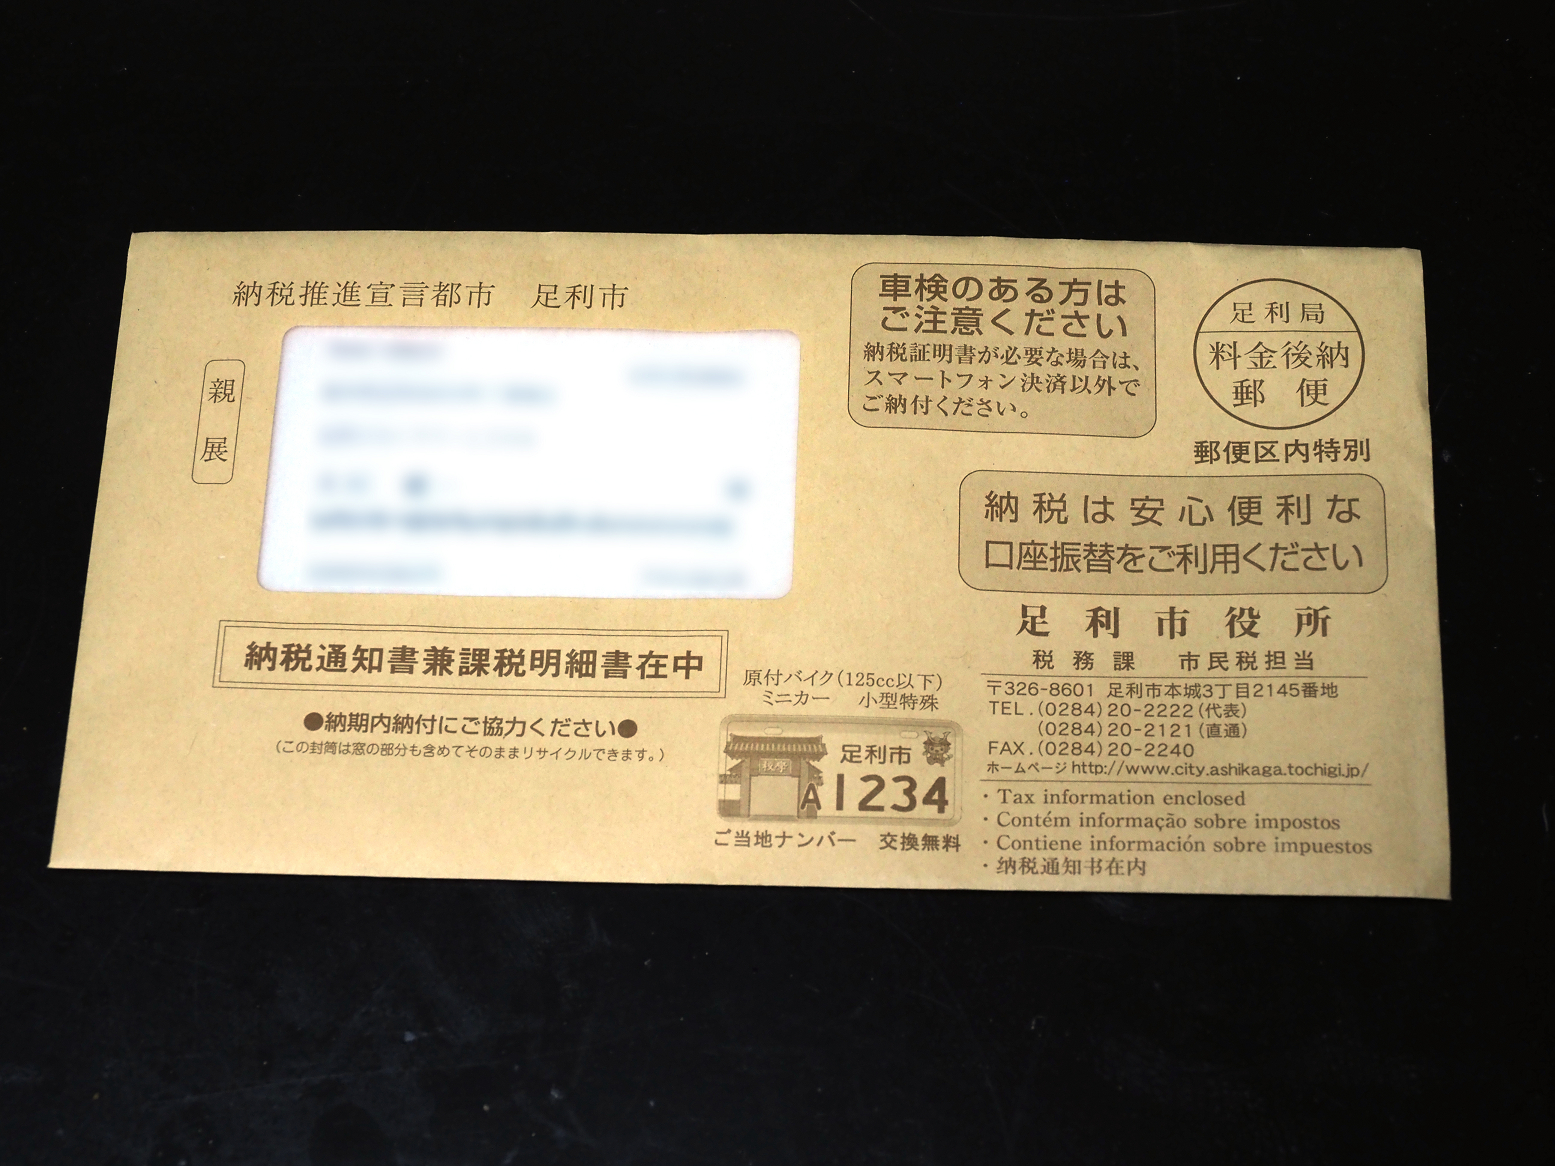 納税推進宣言都市 足利市
親展
納税通知書兼課税明細書在中
●納期内納付にご協力ください●
(この封筒は窓の部分も含めてそのままリサイクルできます。)
車検のある方は
ご注意ください
納税証明書が必要な場合は、
スマートフォン決済以外で
ご納付ください。
足利局
料金後納
郵便
郵便区内特別
納税は安心便利な
口座振替をご利用ください
足利市役所
税務課 市民税担当
〒326-8601 足利市本城3丁目2145番地
TEL.(0284)20-2222(代表)
(0284)20-2121(直通)
FAX.(0284)20-2240
ホームページ http://www.city.ashikaga.tochigi.jp/
・Tax information enclosed
・Contém informação sobre impostos
・Contiene información sobre impuestos
・纳税通知书在内
原付バイク(125cc以下)
ミニカー 小型特殊
足利市
A1234
ご当地ナンバー 交換無料